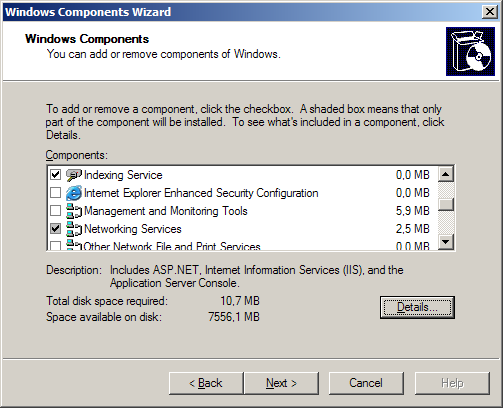 Windows Components Wizard
Windows Components
You can add or remove components of Windows.
To add or remove a component, click the checkbox. A shaded box means that only
part of the component will be installed. To see what's included in a component, click
Details.
Components:
Indexing Service 0,0 MB
Internet Explorer Enhanced Security Configuration 0,0 MB
Management and Monitoring Tools 5,9 MB
Networking Services 2,5 MB
Other Network File and Print Services 0,0 MB
Description: Includes ASP.NET, Internet Information Services (IIS), and the
Application Server Console.
Total disk space required: 10,7 MB
Space available on disk: 7556,1 MB
Details...
< Back Next > Cancel Help